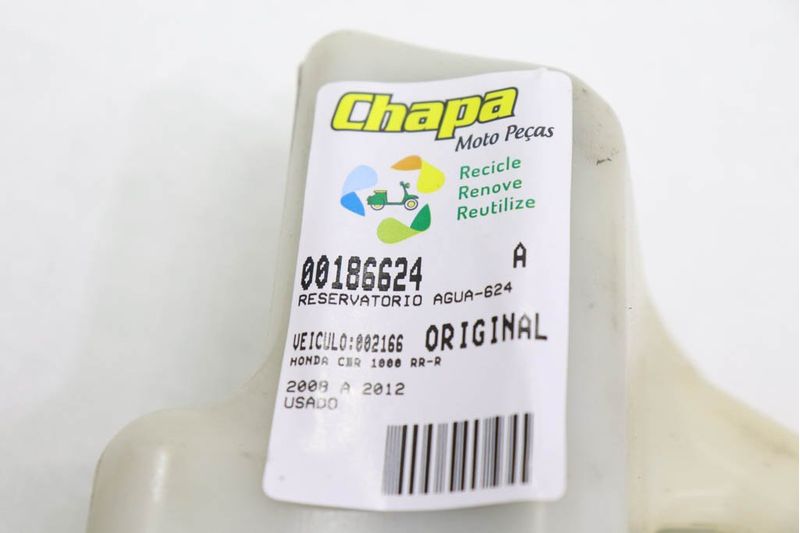 Chapa
Moto Peças
Recicle
Renove
Reutilize
00186624 A
RESERVATORIO AGUA-624
VEICULO:002166 ORIGINAL
HONDA CBR 1000 RR-R
2008 A 2012
USADO